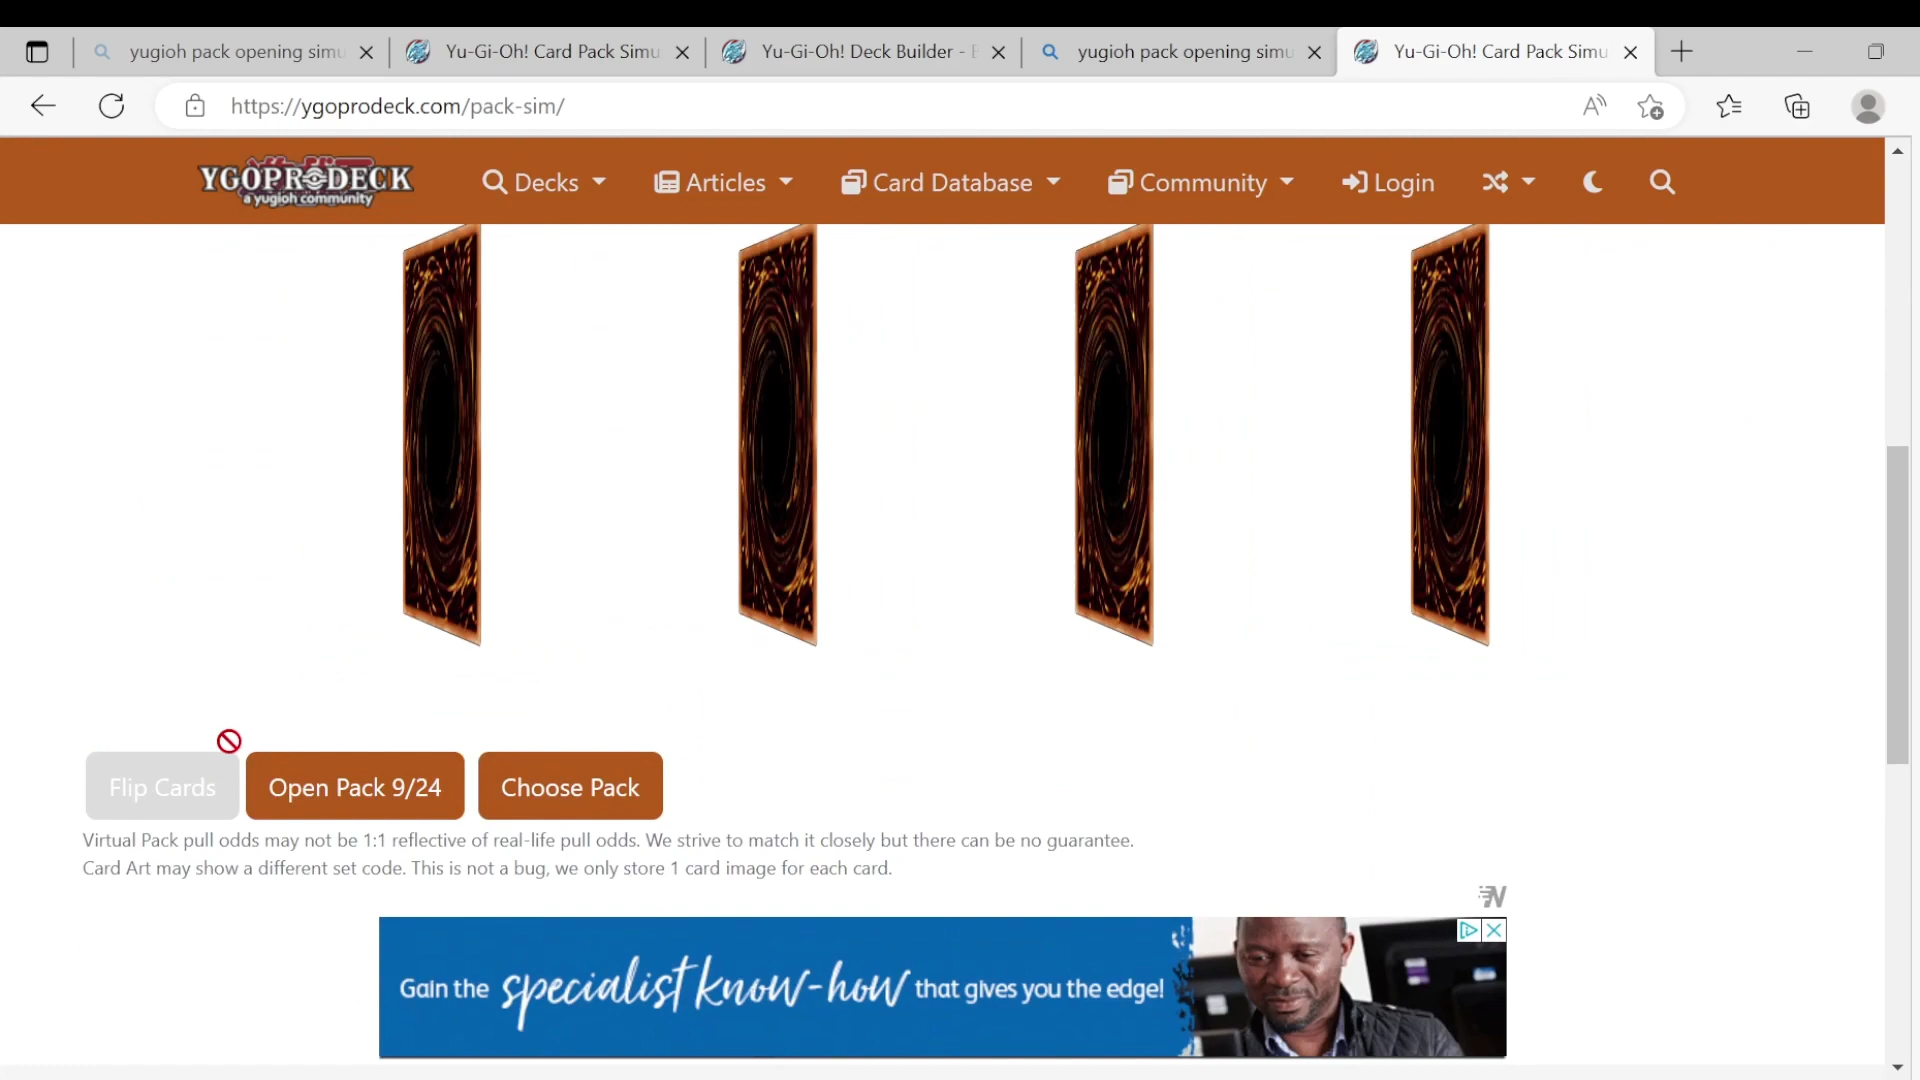 yugioh pack opening simu
Yu-Gi-Oh! Card Pack Simu
Yu-Gi-Oh! Deck Builder -
yugioh pack opening simu
Yu-Gi-Oh! Card Pack Simu
https://ygoprodeck.com/pack-sim/
YGOPRODECK
a yugioh community
Decks
Articles
Card Database
Community
Login
Flip Cards
Open Pack 9/24
Choose Pack
Virtual Pack pull odds may not be 1:1 reflective of real-life pull odds. We strive to match it closely but there can be no guarantee.
Card Art may show a different set code. This is not a bug, we only store 1 card image for each card.
Gain the specialist know-how that gives you the edge!